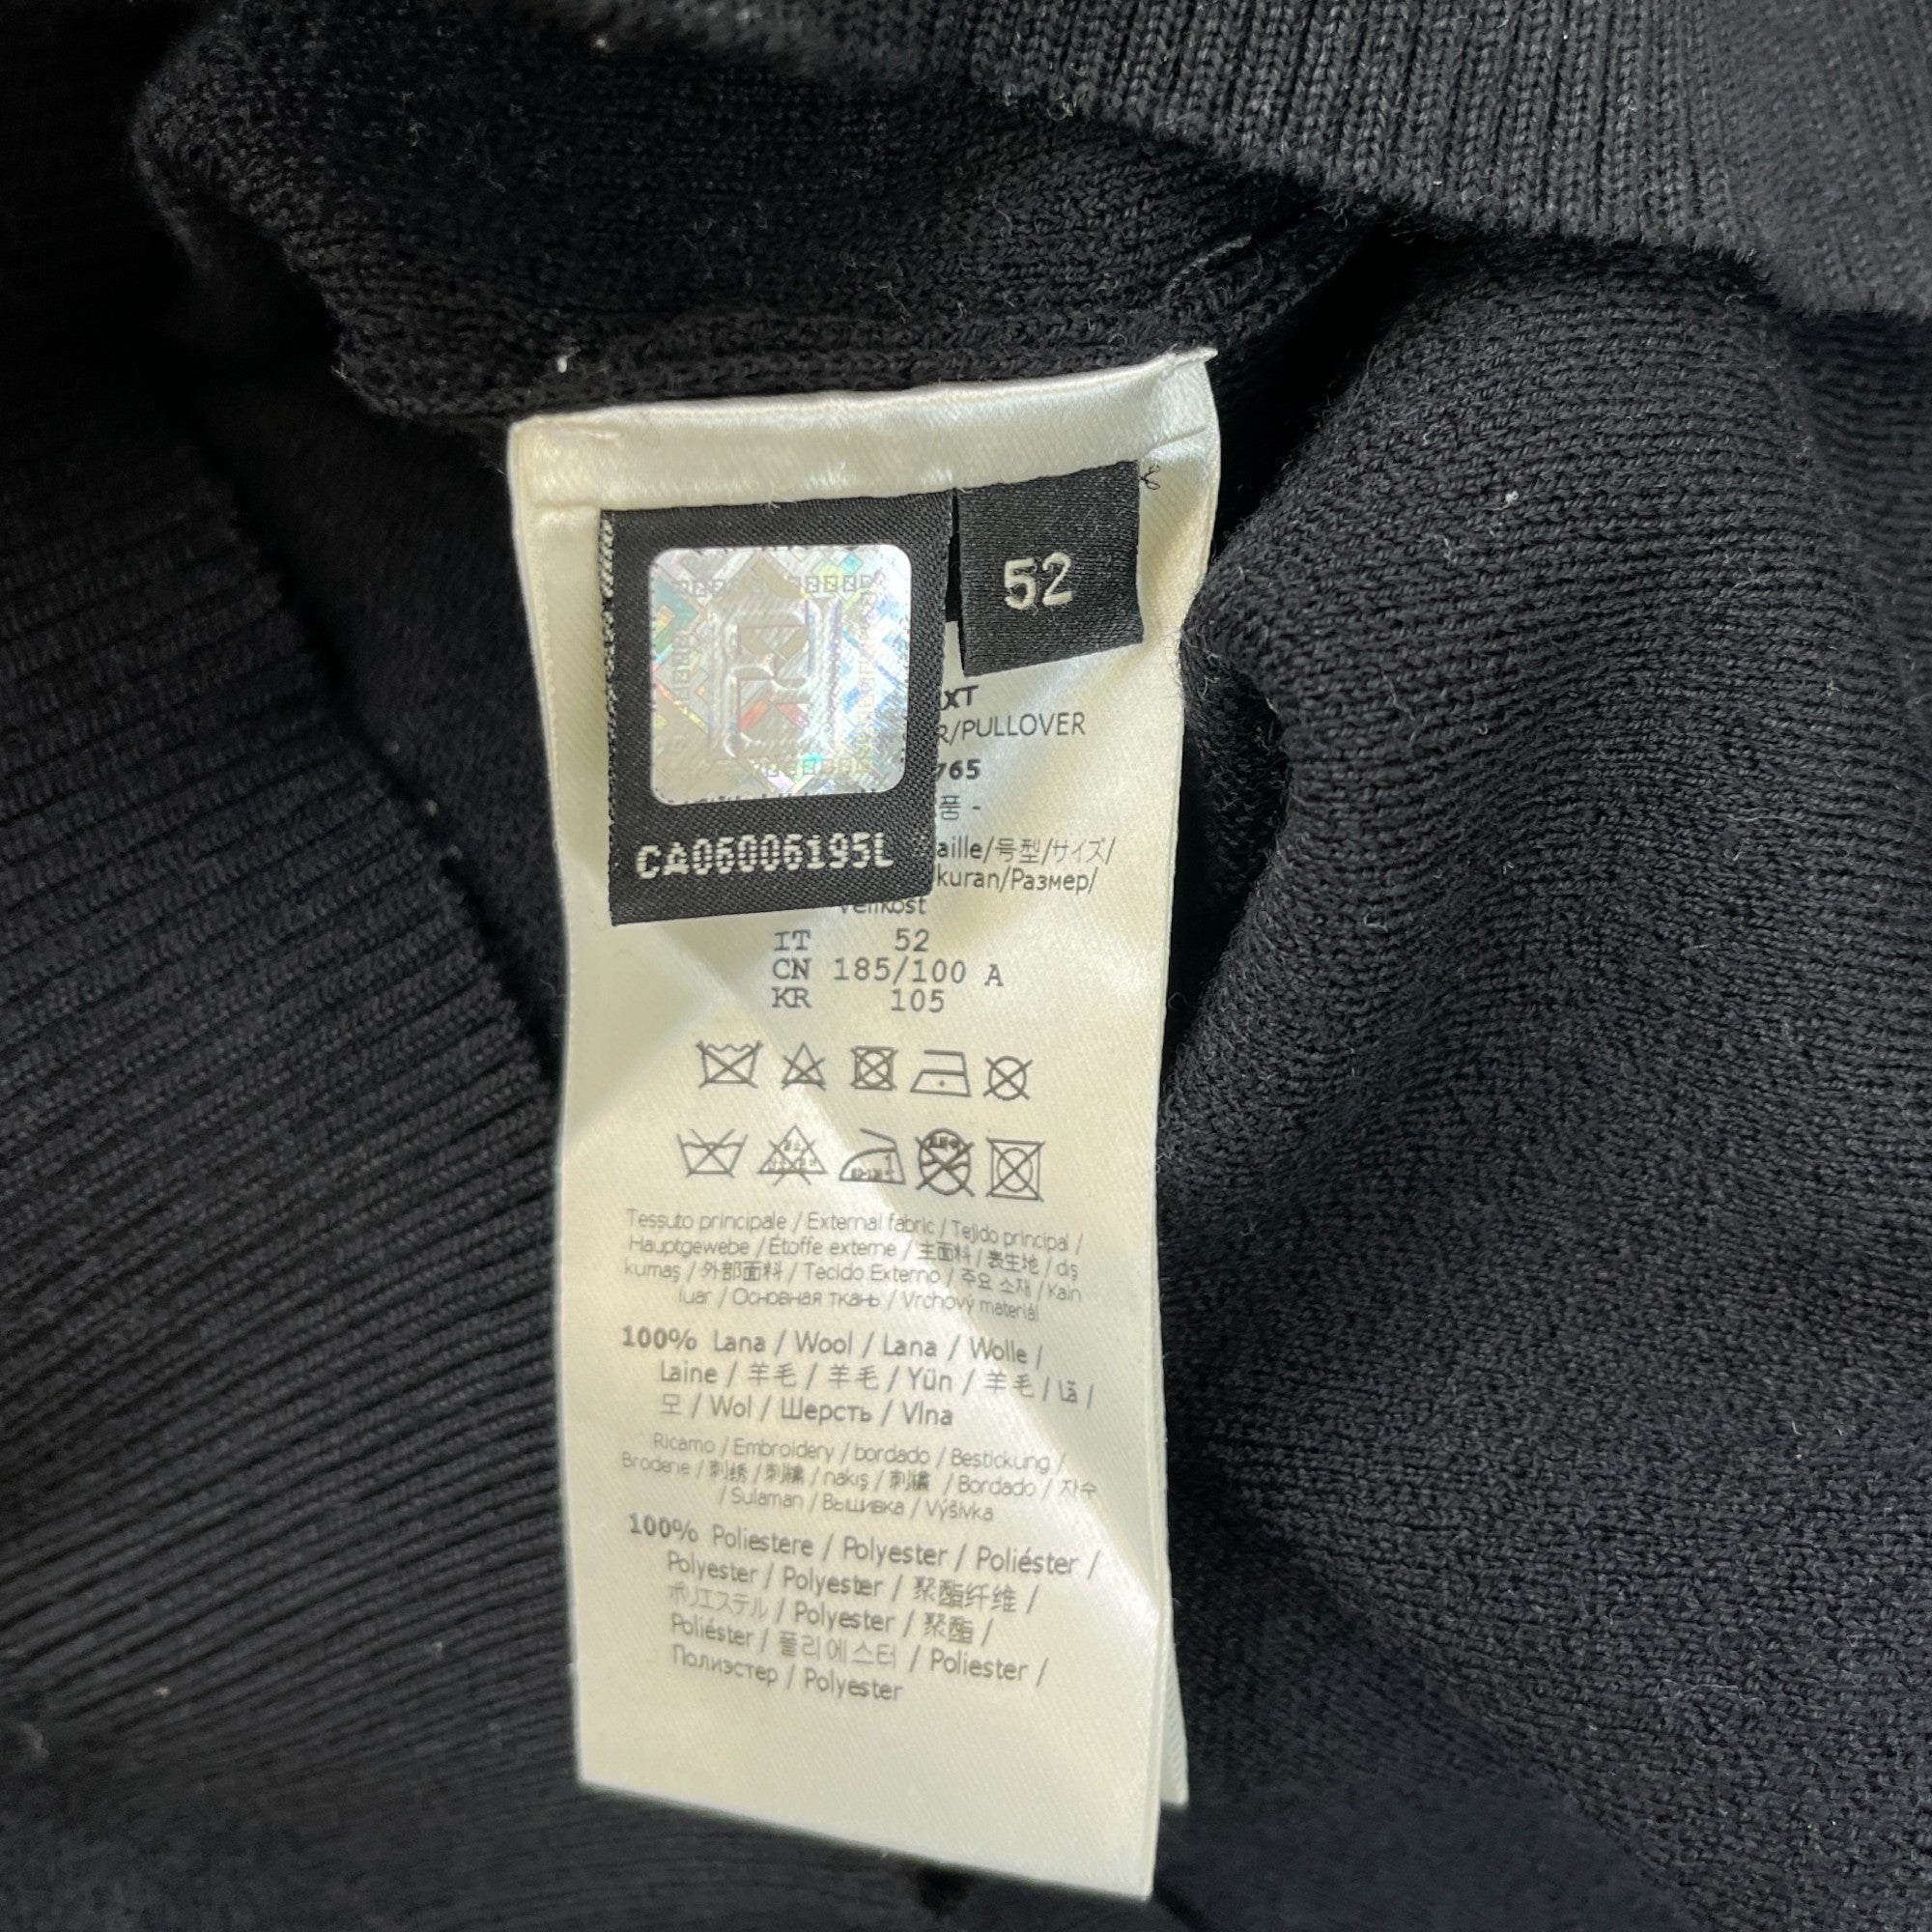 52
CA06006195L
XT
R/PULLOVER
765
품 -
aille/号型/サイズ/
kuran/Размер/
Velikost
IT 52
CN 185/100 A
KR 105
Tessuto principale / External fabric / Tejido principal /
Hauptgewebe / Étoffe externe / 主面料 / 表生地 / dış
kumaş / 外部面料 / Tecido Externo / 주요 소재 / Kain
luar / Основная ткань / Vrchový materiál
100% Lana / Wool / Lana / Wolle /
Laine / 羊毛 / 羊毛 / Yün / 羊毛 / Lã /
모 / Wol / Шерсть / Vlna
Ricamo / Embroidery / bordado / Bestickung /
Broderie / 刺绣 / 刺繍 / nakış / 刺繍 / Bordado / 자수
/ Sulaman / Вышивка / Výšivka
100% Poliestere / Polyester / Poliéster /
Polyester / Polyester / 聚酯纤维 /
ポリエステル / Polyester / 聚酯 /
Poliéster / 폴리에스터 / Poliester /
Полиэстер / Polyester